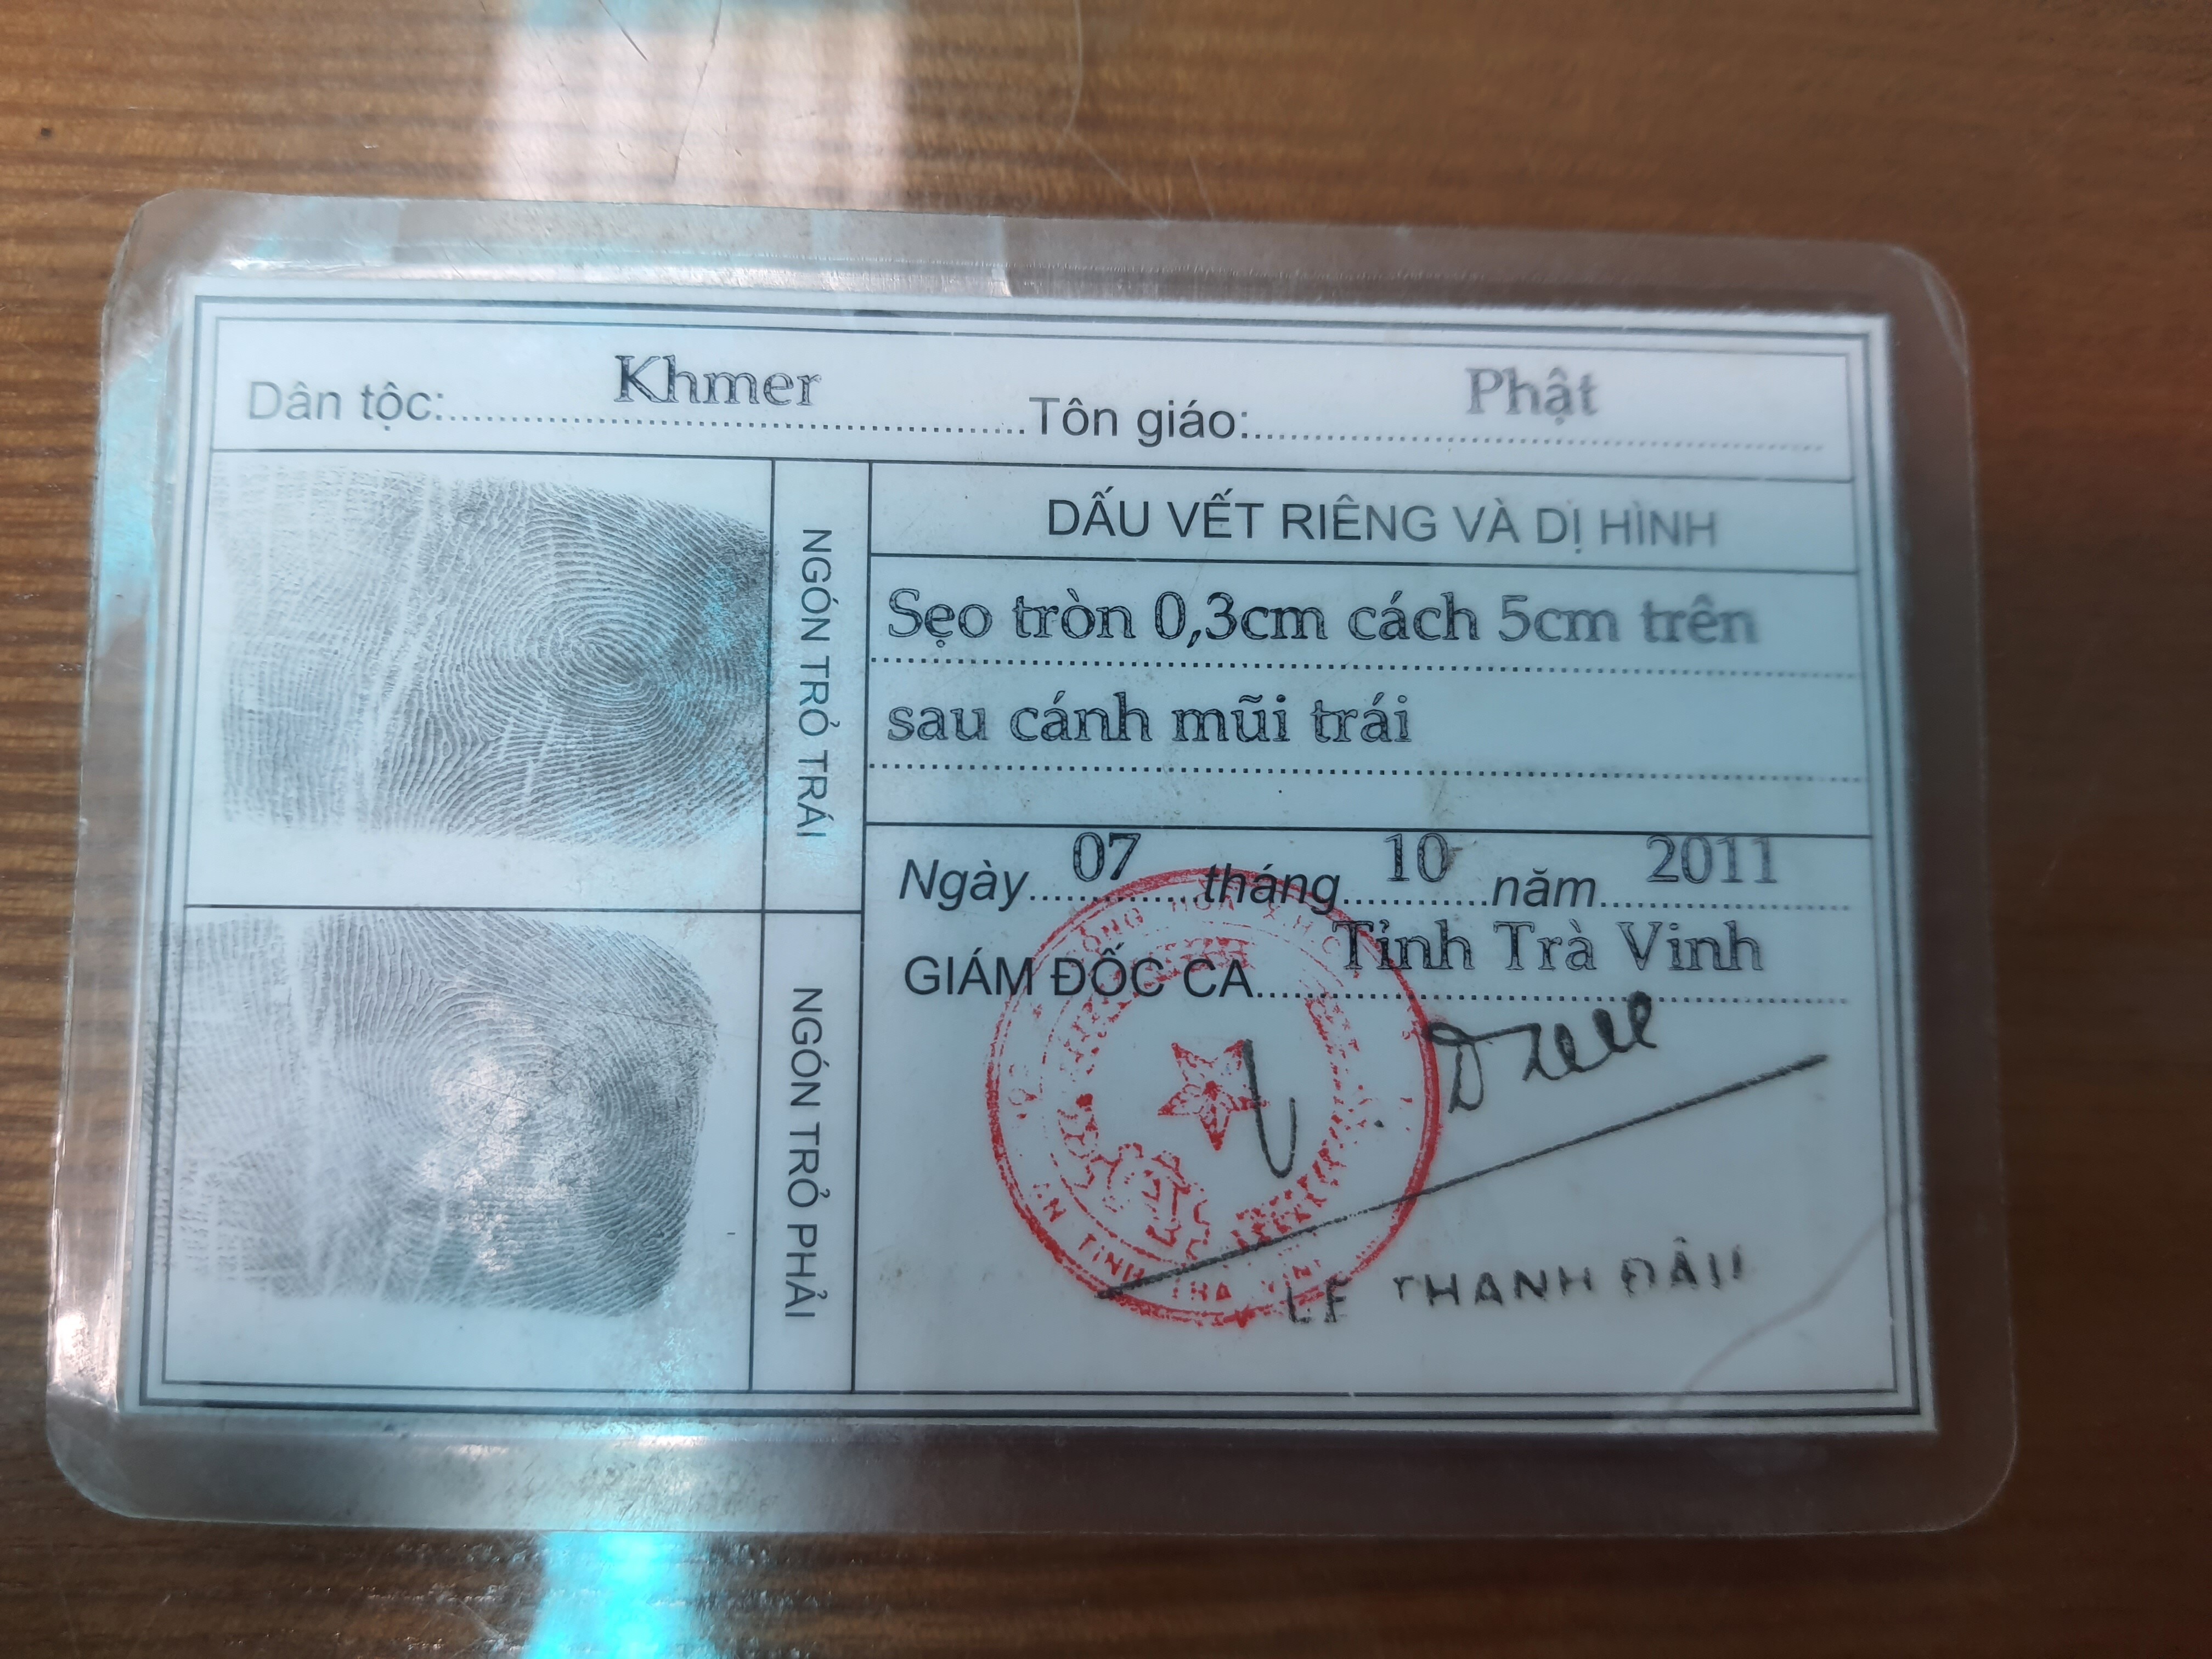 Dân tộc: Khmer Tôn giáo: Phật
NGÓN TRỎ TRÁI
DẤU VẾT RIÊNG VÀ DỊ HÌNH
Sẹo tròn 0,3cm cách 5cm trên
sau cánh mũi trái
NGÓN TRỎ PHẢI
Ngày 07 tháng 10 năm 2011
GIÁM ĐỐC CA Tỉnh Trà Vinh
LÊ THANH ĐẤU